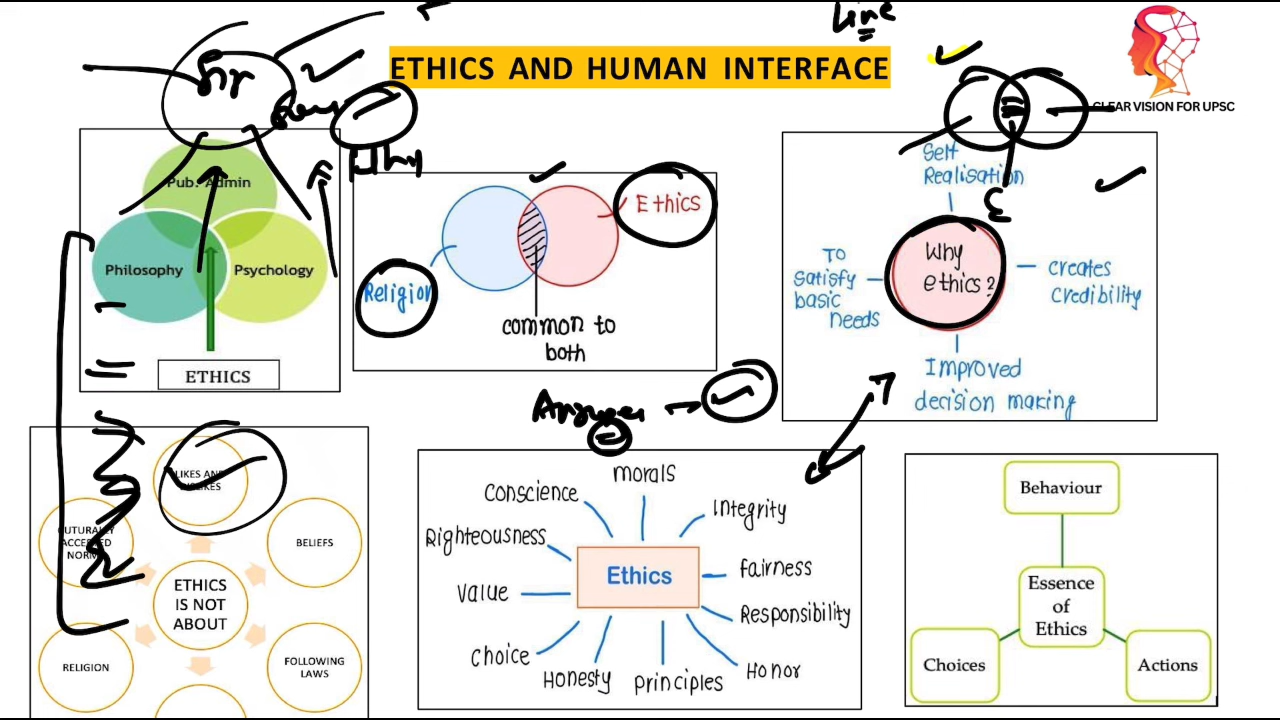 Line
ETHICS AND HUMAN INTERFACE
CLEAR VISION FOR UPSC
Pub. Admin
Philosophy
Psychology
ETHICS
Ethics
Religion
common to
both
Self
Realisation
Why
ethics?
To
satisfy
basic
needs
creates
credibility
Improved
decision making
Answer
LIKES AND
BELIEFS
ETHICS
IS NOT
ABOUT
RELIGION
FOLLOWING
LAWS
morals
Conscience
Integrity
Righteousness
Fairness
Ethics
Value
Responsibility
Choice
Honesty
Principles
Honor
Behaviour
Essence
of
Ethics
Choices
Actions